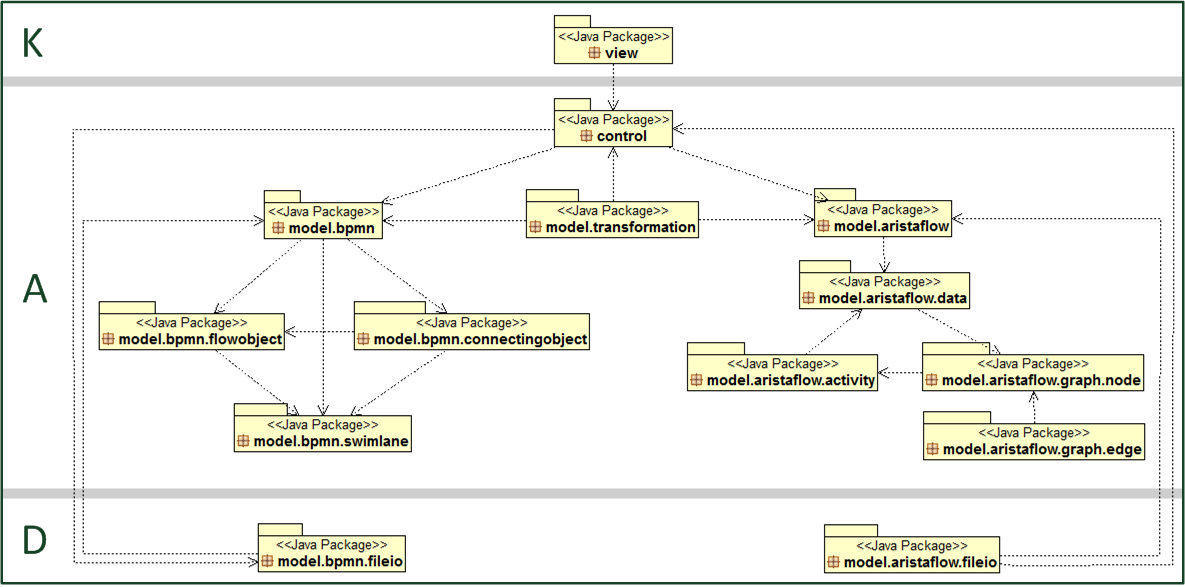 K
<<Java Package>>
view
<<Java Package>>
control
<<Java Package>>
model.bpmn
<<Java Package>>
model.transformation
<<Java Package>>
model.aristaflow
A
<<Java Package>>
model.aristaflow.data
<<Java Package>>
model.bpmn.flowobject
<<Java Package>>
model.bpmn.connectingobject
<<Java Package>>
model.aristaflow.activity
<<Java Package>>
model.aristaflow.graph.node
<<Java Package>>
model.bpmn.swimlane
<<Java Package>>
model.aristaflow.graph.edge
D
<<Java Package>>
model.bpmn.fileio
<<Java Package>>
model.aristaflow.fileio